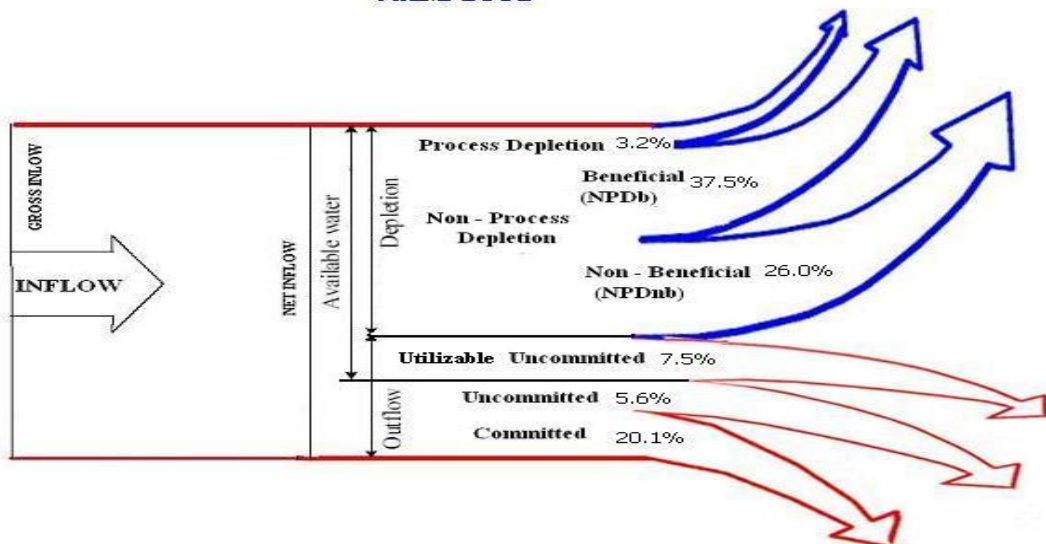 GROSS INLOW
INFLOW
NET INFLOW
Available water
Depletion
Outflow
Process Depletion 3.2%
Beneficial 37.5%
(NPDb)
Non - Process
Depletion
Non - Beneficial 26.0%
(NPDnb)
Utilizable Uncommitted 7.5%
Uncommitted 5.6%
Committed 20.1%